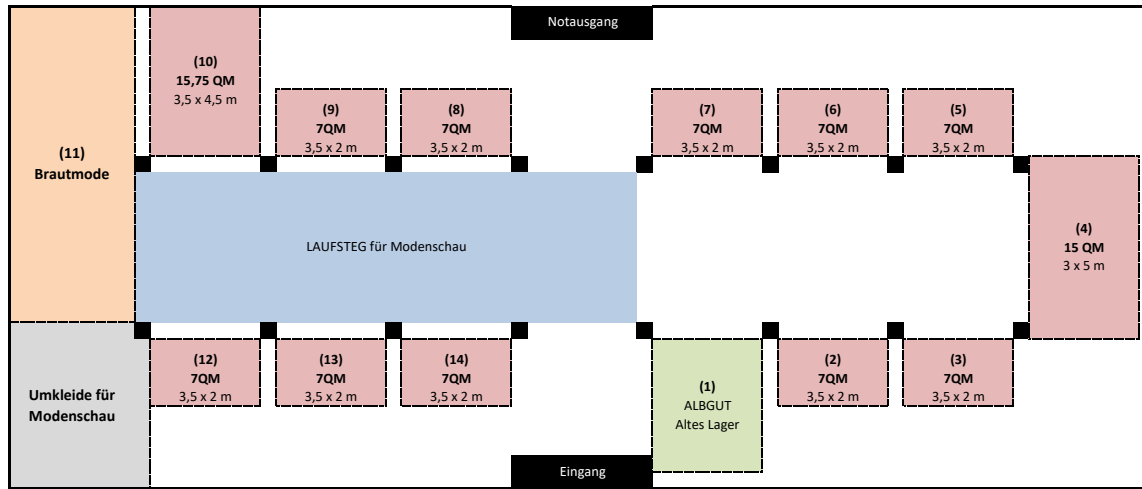 Notausgang
(10)
15,75 QM
3,5 x 4,5 m
(9)
7QM
3,5 x 2 m
(8)
7QM
3,5 x 2 m
(7)
7QM
3,5 x 2 m
(6)
7QM
3,5 x 2 m
(5)
7QM
3,5 x 2 m
(11)
Brautmode
LAUFSTEG für Modenschau
(4)
15 QM
3 x 5 m
(12)
7QM
3,5 x 2 m
(13)
7QM
3,5 x 2 m
(14)
7QM
3,5 x 2 m
(1)
ALBGUT
Altes Lager
(2)
7QM
3,5 x 2 m
(3)
7QM
3,5 x 2 m
Umkleide für
Modenschau
Eingang